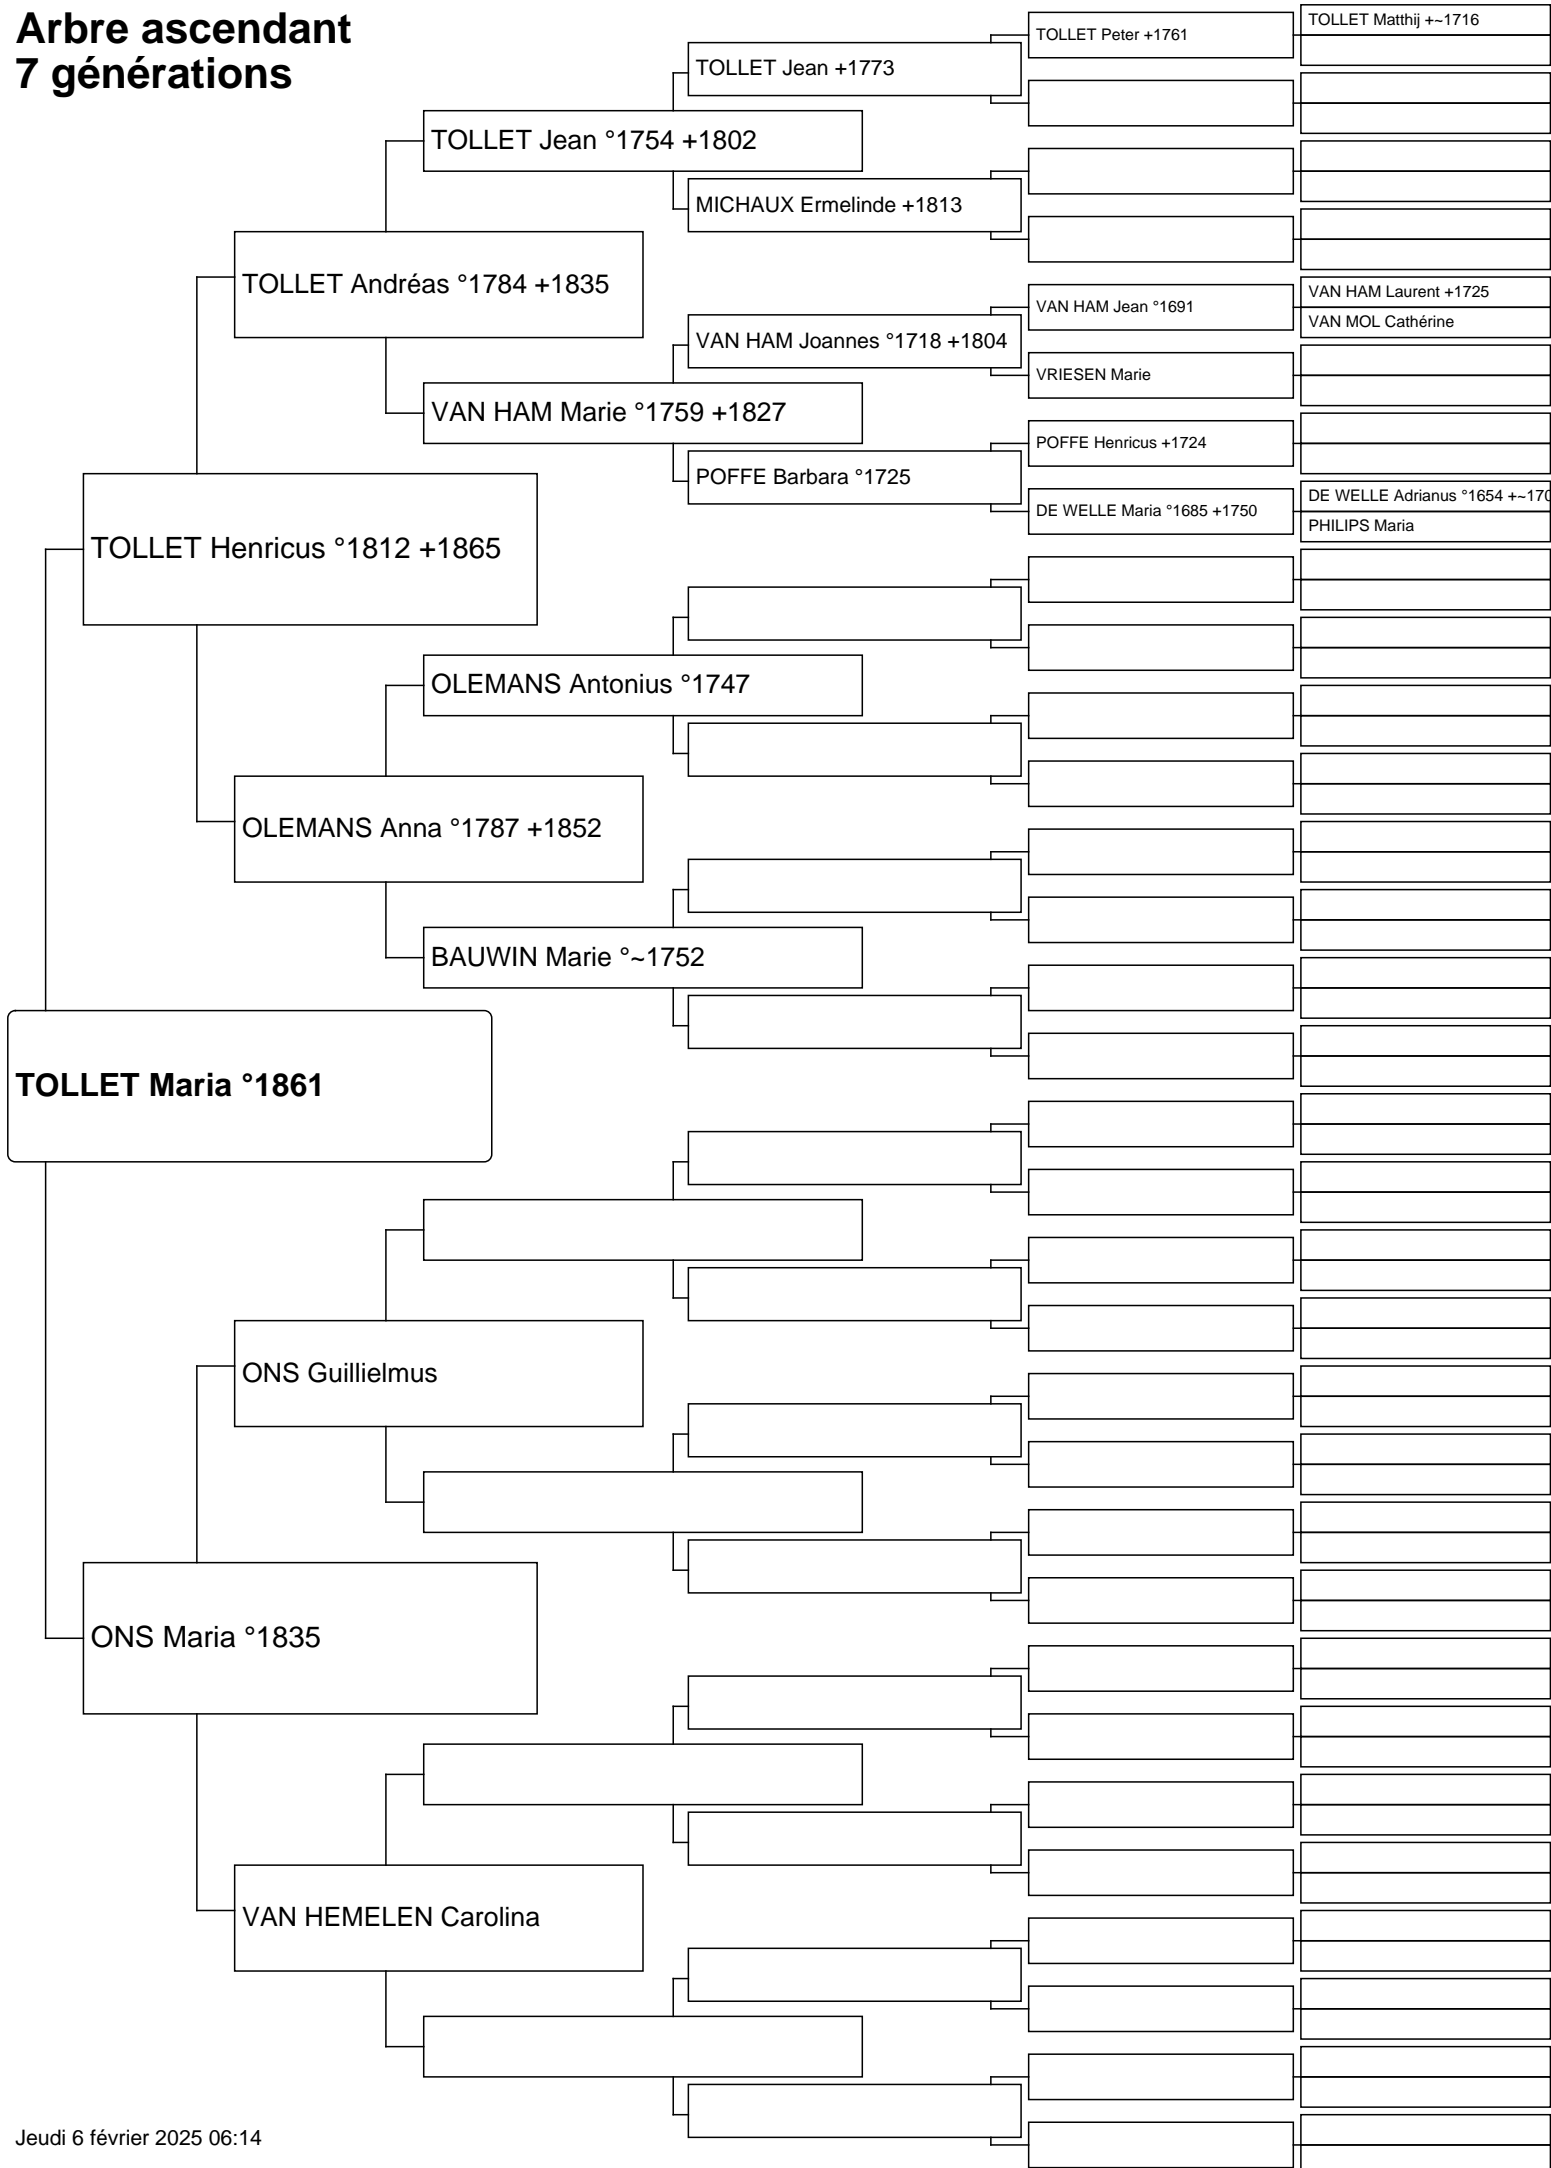 Arbre ascendant
7 générations
TOLLET Peter +1761
TOLLET Matthij +~1716
TOLLET Jean +1773
TOLLET Jean °1754 +1802
MICHAUX Ermelinde +1813
TOLLET Andréas °1784 +1835
VAN HAM Jean °1691
VAN HAM Laurent +1725
VAN MOL Cathérine
VAN HAM Joannes °1718 +1804
VRIESEN Marie
VAN HAM Marie °1759 +1827
POFFE Henricus +1724
POFFE Barbara °1725
DE WELLE Maria °1685 +1750
DE WELLE Adrianus °1654 +~170
PHILIPS Maria
TOLLET Henricus °1812 +1865
OLEMANS Antonius °1747
OLEMANS Anna °1787 +1852
BAUWIN Marie °~1752
TOLLET Maria °1861
ONS Guillielmus
ONS Maria °1835
VAN HEMELEN Carolina
Jeudi 6 février 2025 06:14